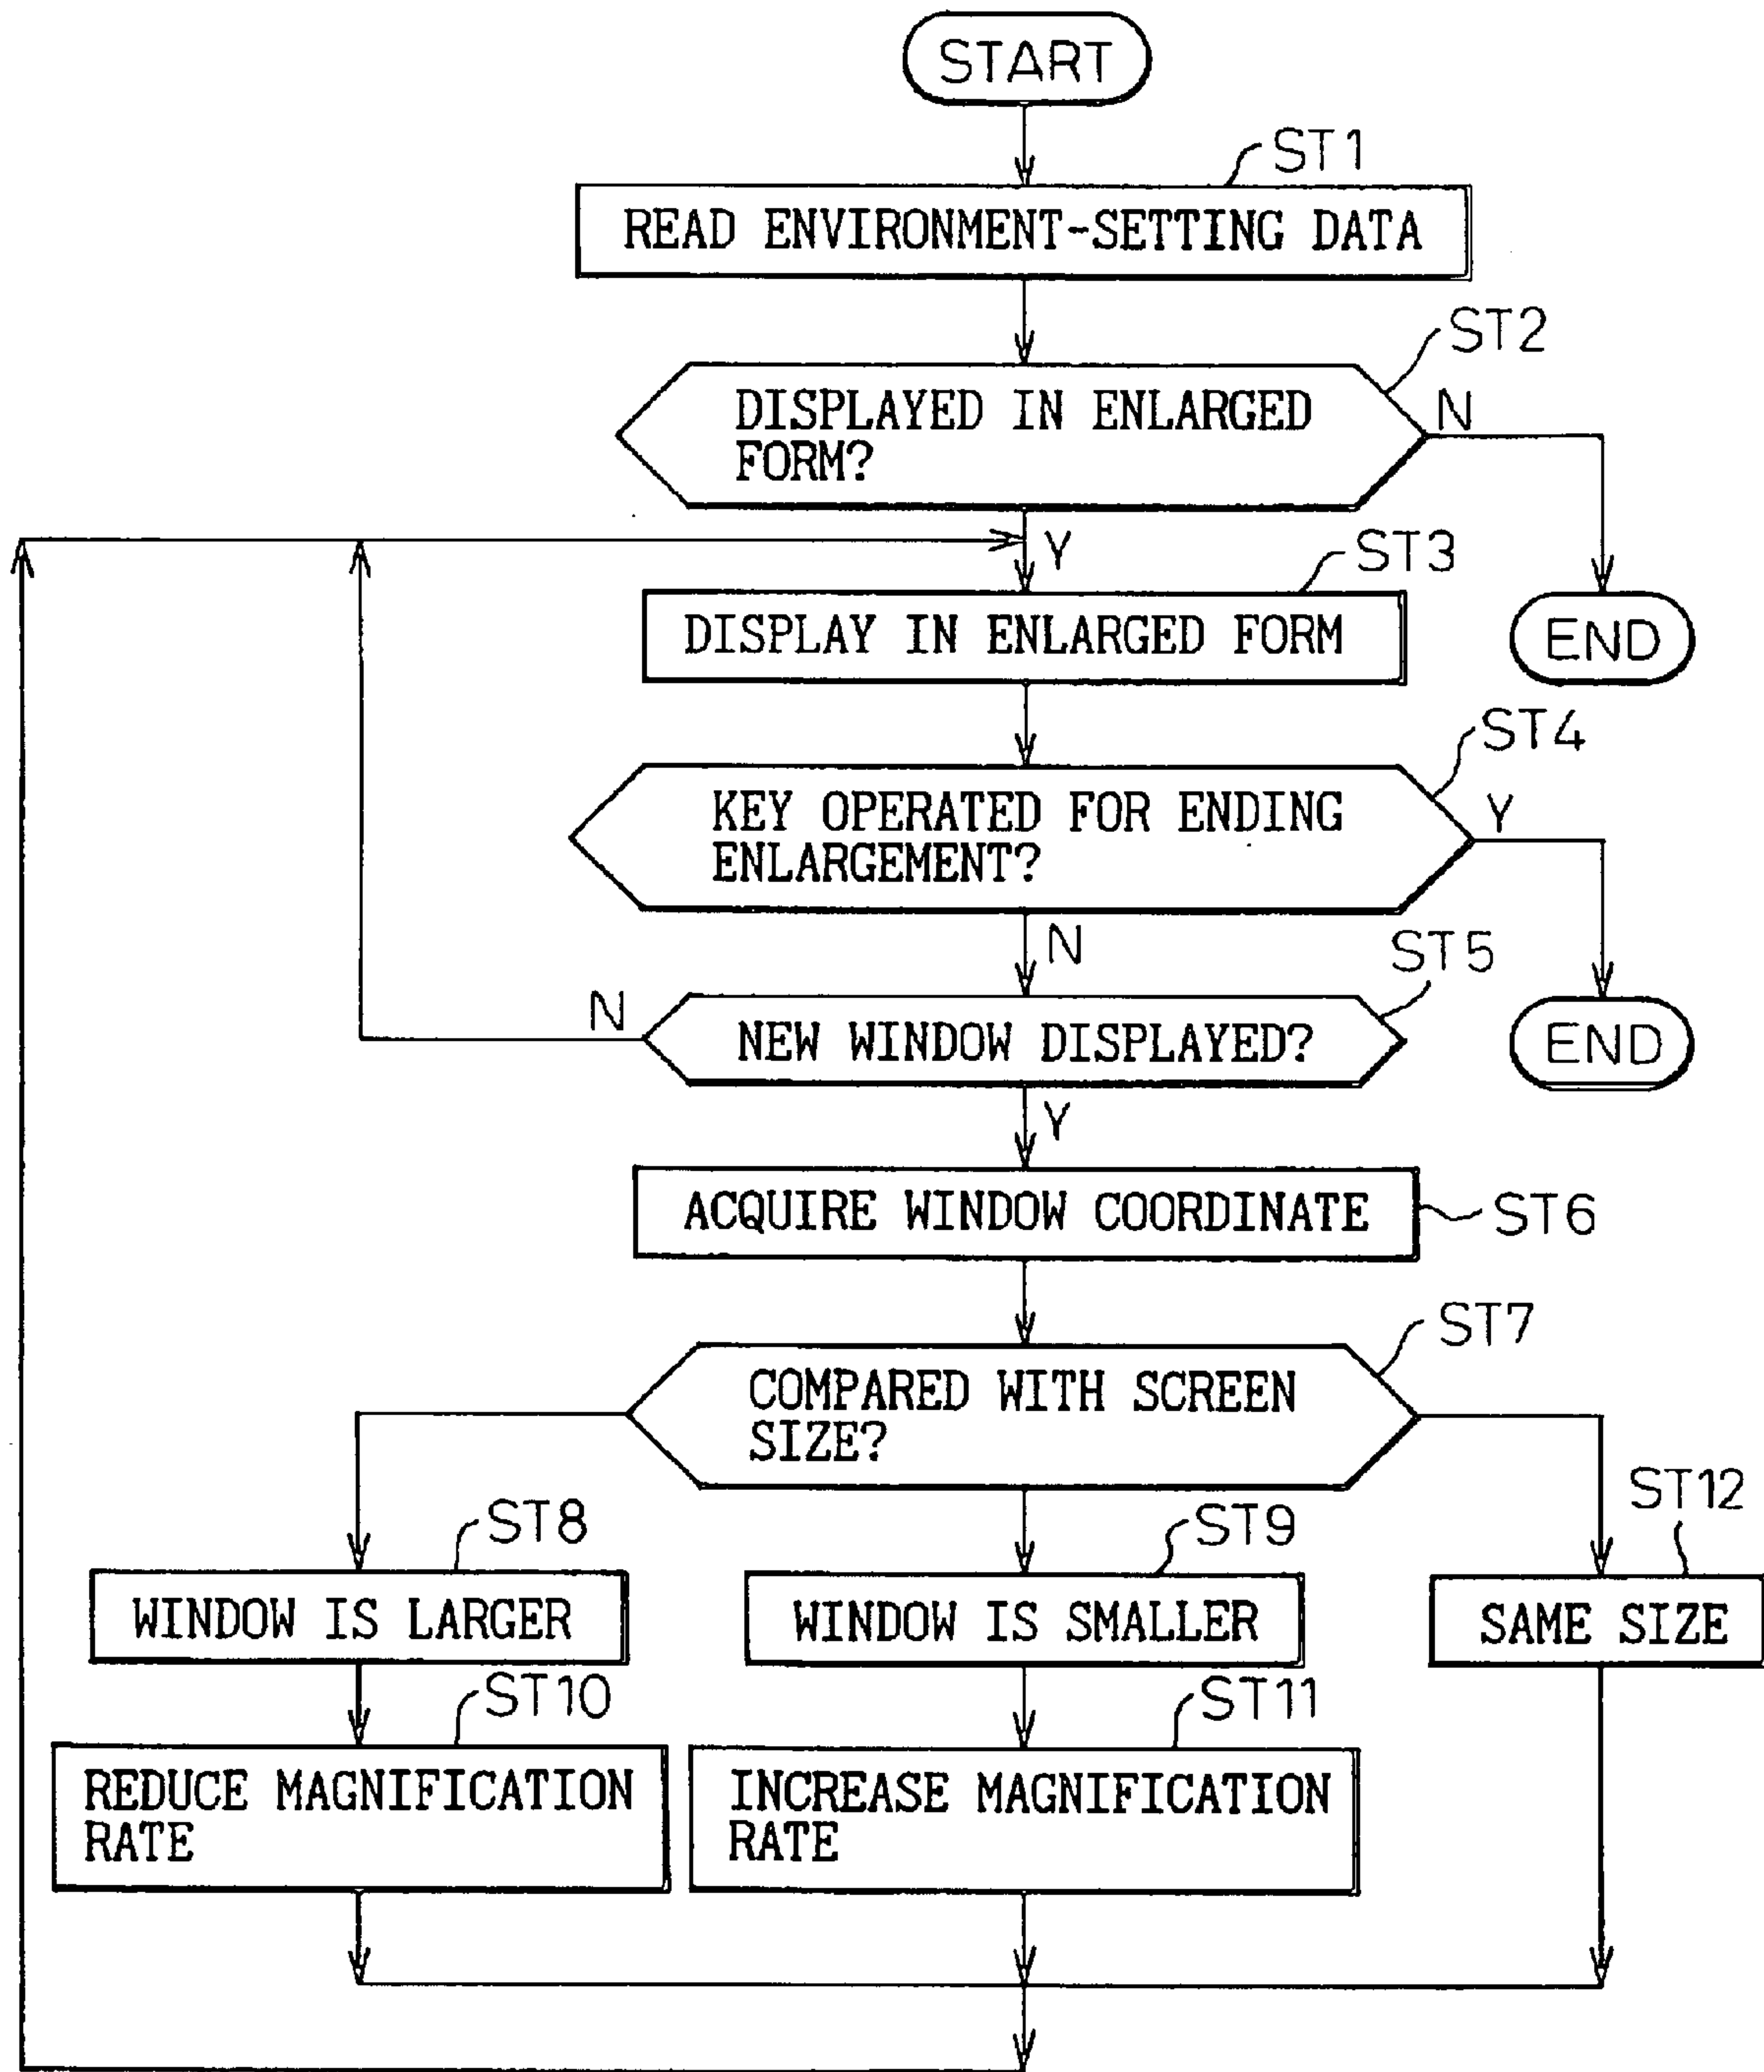 START
ST1
READ ENVIRONMENT-SETTING DATA
ST2
DISPLAYED IN ENLARGED
FORM?
N
Y
ST3
DISPLAY IN ENLARGED FORM
END
ST4
KEY OPERATED FOR ENDING
ENLARGEMENT?
Y
N
ST5
N
NEW WINDOW DISPLAYED?
END
Y
ACQUIRE WINDOW COORDINATE
ST6
ST7
COMPARED WITH SCREEN
SIZE?
ST8
ST9
ST12
WINDOW IS LARGER
WINDOW IS SMALLER
SAME SIZE
ST10
ST11
REDUCE MAGNIFICATION
RATE
INCREASE MAGNIFICATION
RATE